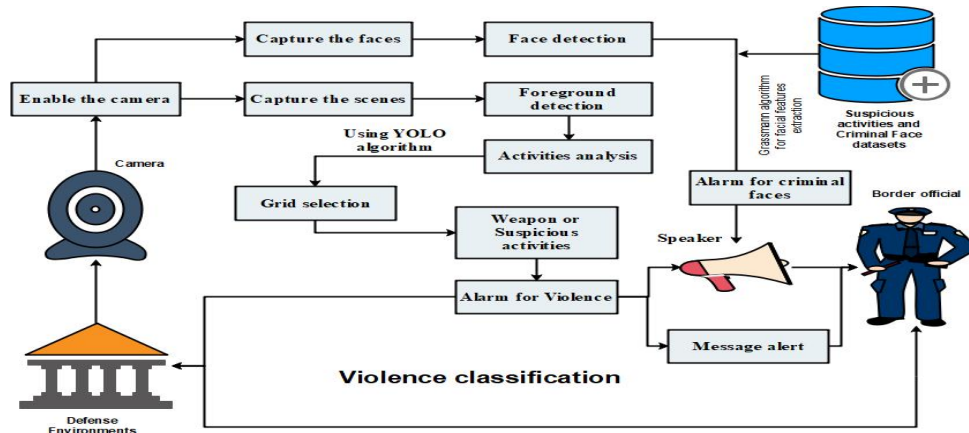 Capture the faces
Face detection
Enable the camera
Capture the scenes
Foreground
detection
Using YOLO
algorithm
Activities analysis
Grassmann algorithm
for facial features
extraction
Suspicious
activities and
Criminal Face
datasets
Camera
Grid selection
Alarm for criminal
faces
Border official
Weapon or
Suspicious
activities
Speaker
Alarm for Violence
Message alert
Violence classification
Defense
Environments